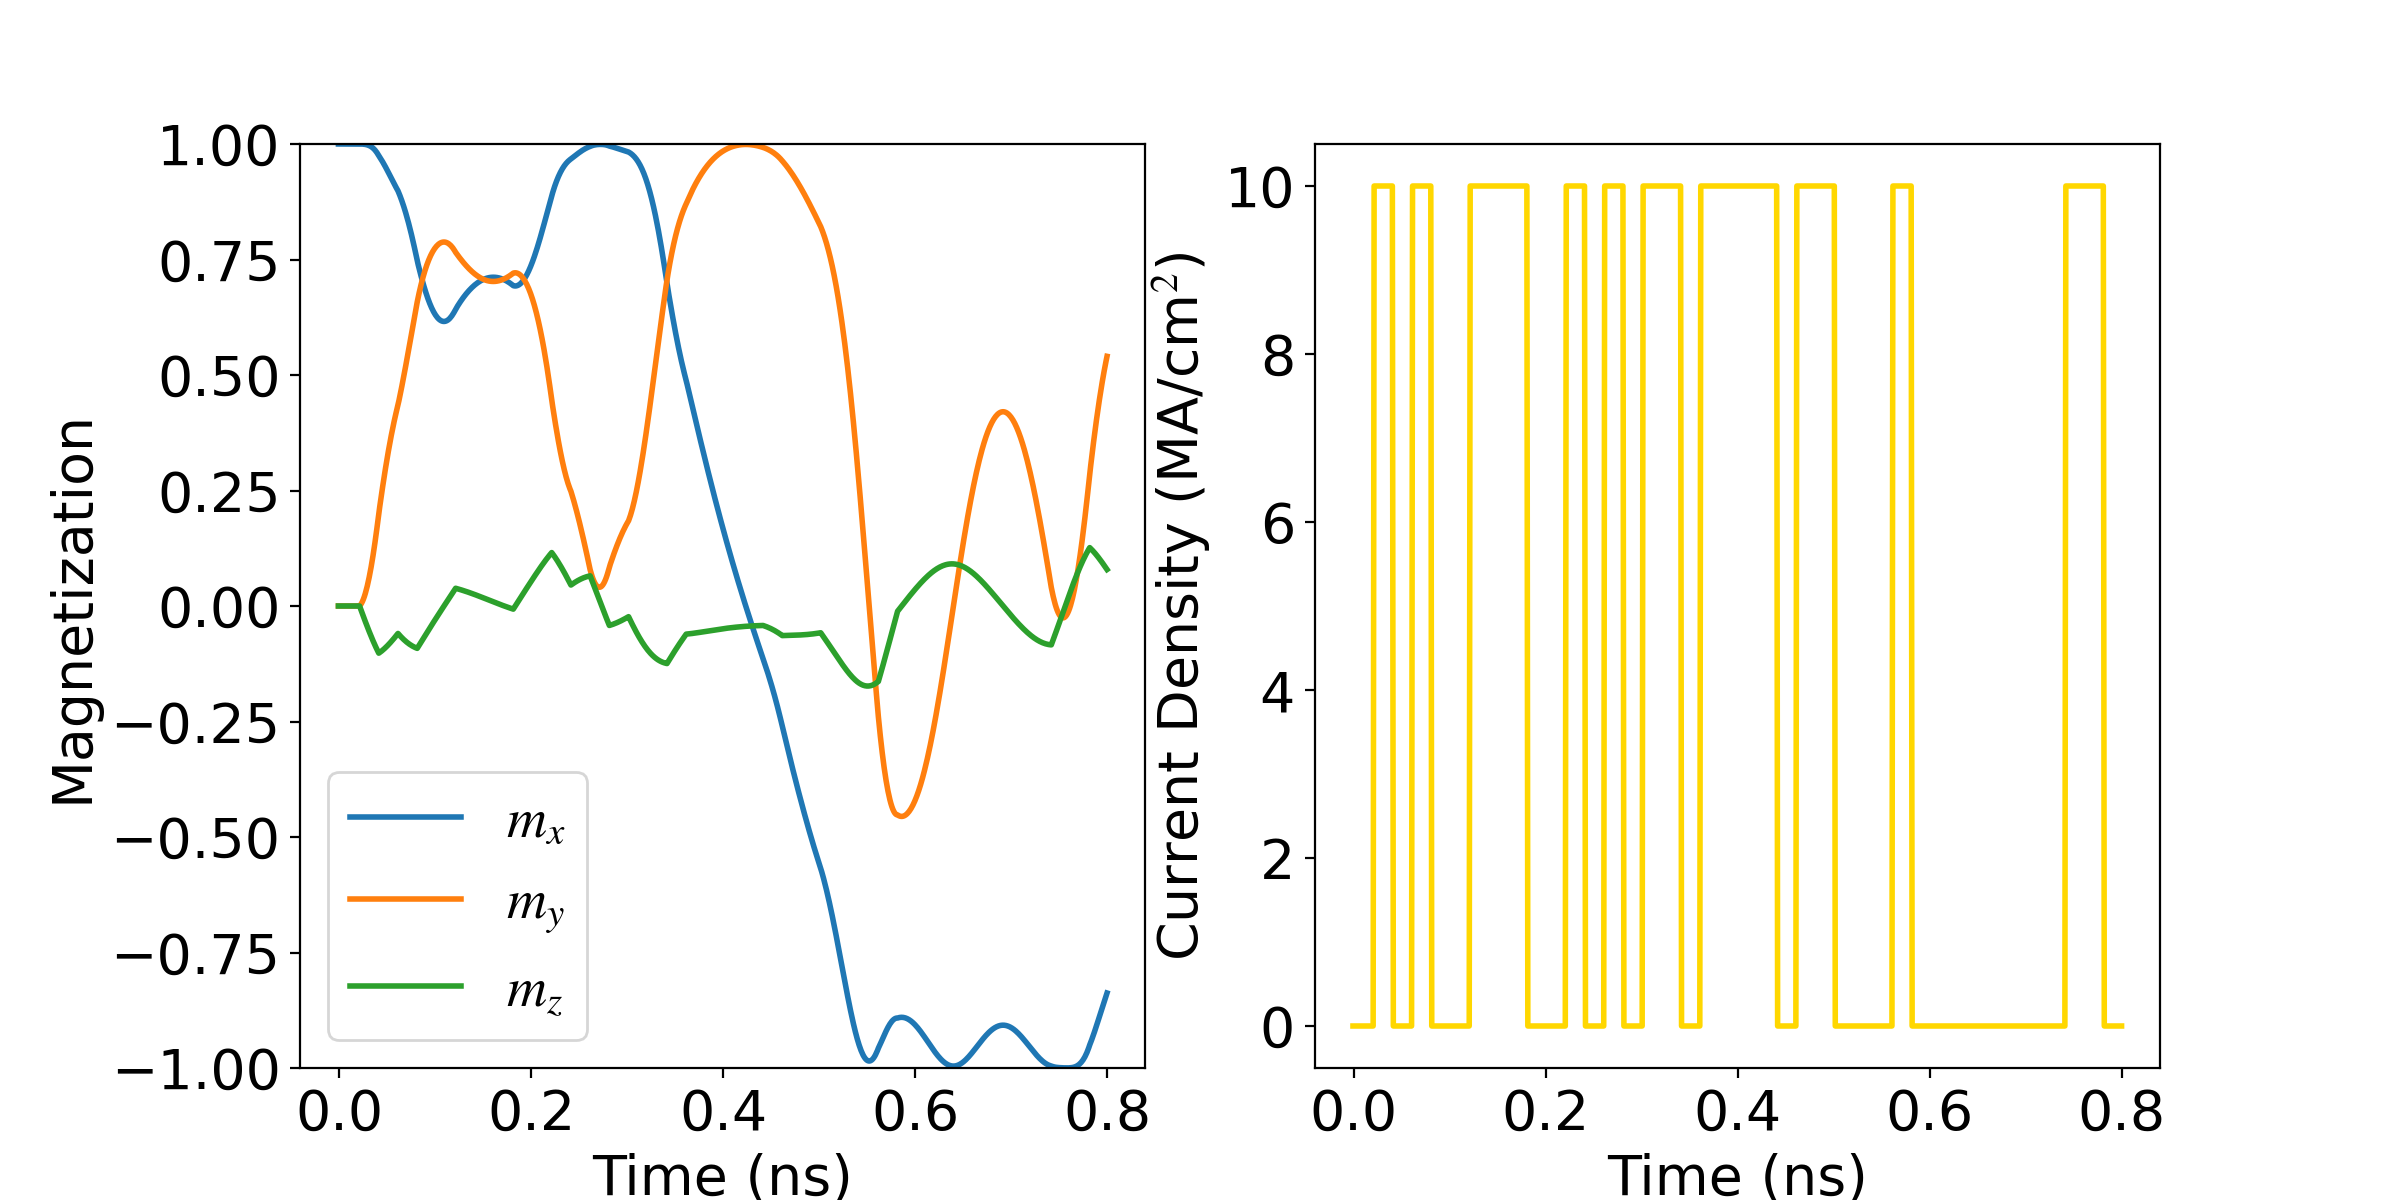 1.00
0.75
0.50
0.25
0.00
−0.25
−0.50
−0.75
−1.00
Magnetization
m_x
m_y
m_z
0.0 0.2 0.4 0.6 0.8
Time (ns)
10
8
6
4
2
0
Current Density (MA/cm²)
0.0 0.2 0.4 0.6 0.8
Time (ns)